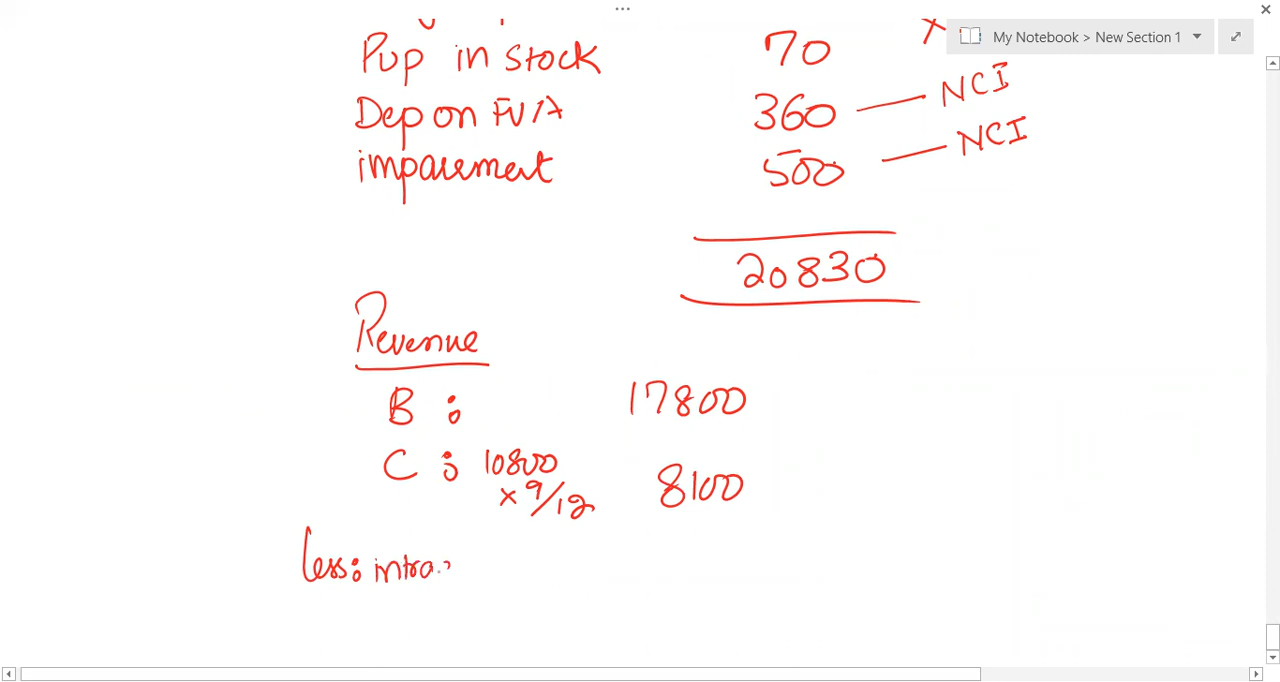 My Notebook > New Section 1
Pup in stock 70 x
Dep on FVA 360 — NCI
imparement 500 — NCI
20830
Revenue
B : 17800
C : 10800 x 9/12 8100
Less: intra